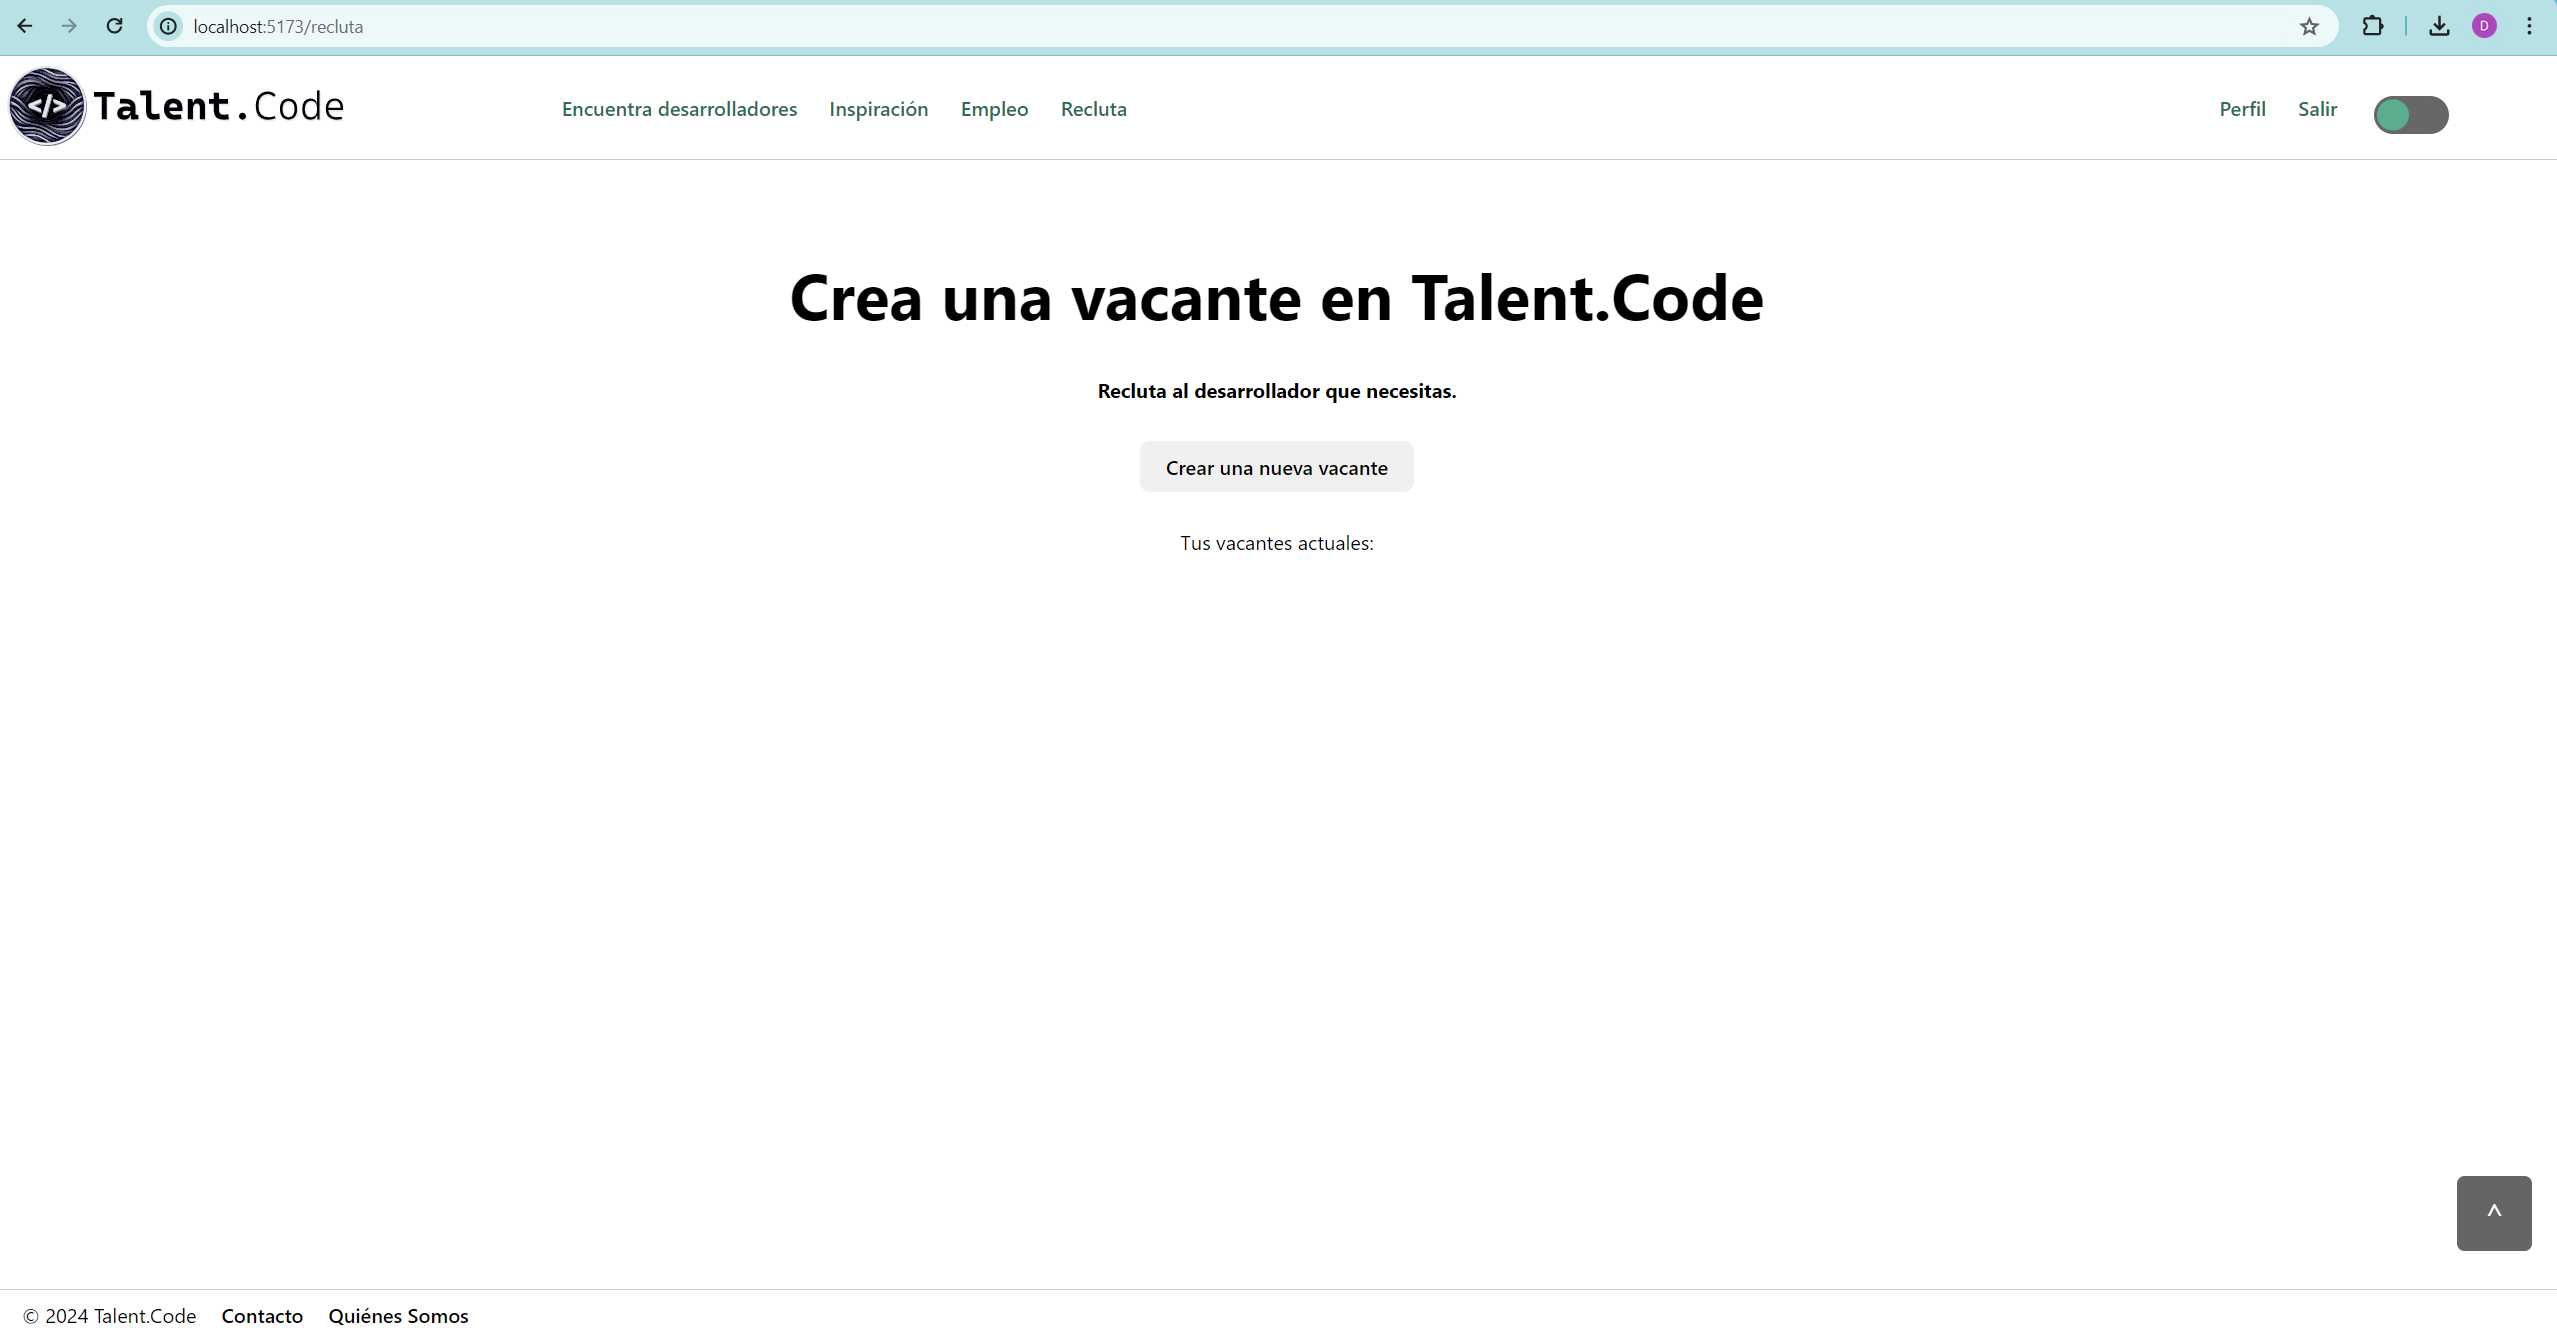 localhost:5173/recluta
D
</> Talent.Code
Encuentra desarrolladores Inspiración Empleo Recluta
Perfil Salir
Crea una vacante en Talent.Code
Recluta al desarrollador que necesitas.
Crear una nueva vacante
Tus vacantes actuales:
^
© 2024 Talent.Code Contacto Quiénes Somos